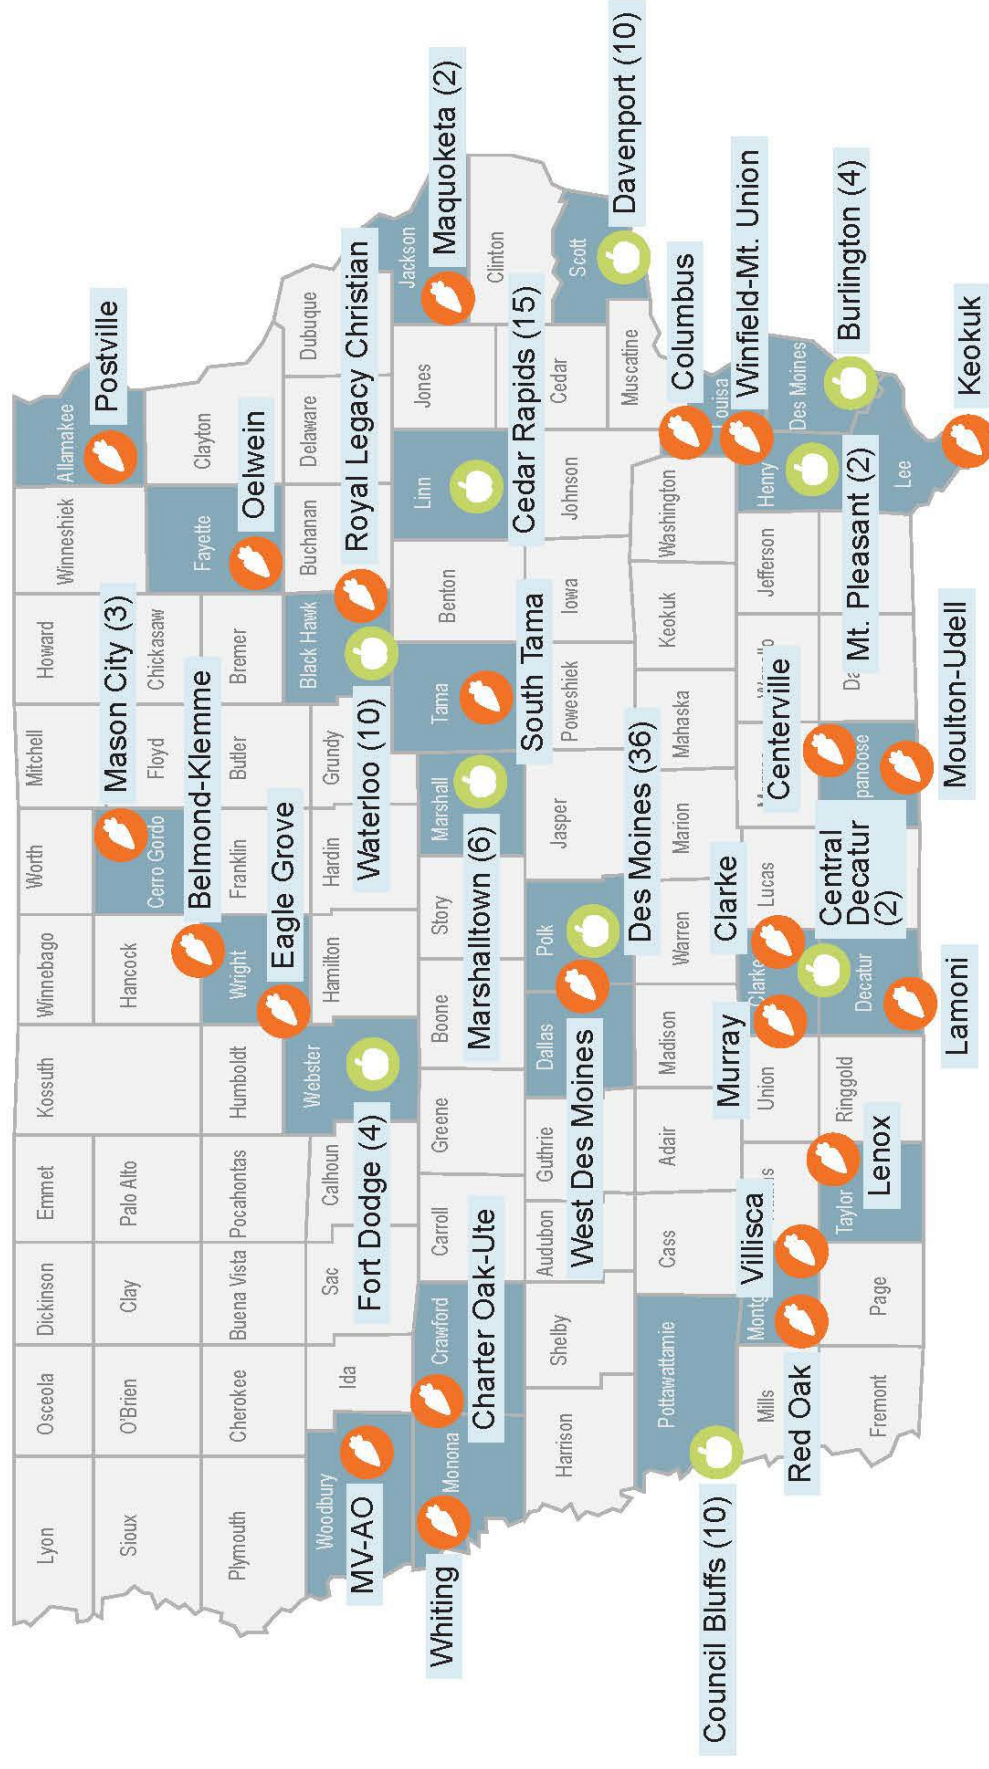 Lyon
Osceola
Dickinson
Emmet
Kossuth
Winnebago
Worth
Mitchell
Howard
Winneshiek
Allamakee
Postville
Sioux
O'Brien
Clay
Palo Alto
Hancock
Cerro Gordo
Mason City (3)
Floyd
Chickasaw
Fayette
Oelwein
Clayton
Plymouth
Cherokee
Buena Vista
Pocahontas
Humboldt
Wright
Belmond-Klemme
Eagle Grove
Franklin
Butler
Bremer
Woodbury
MV-AO
Ida
Sac
Calhoun
Webster
Fort Dodge (4)
Hamilton
Hardin
Grundy
Black Hawk
Waterloo (10)
Royal Legacy Christian
Buchanan
Delaware
Dubuque
Whiting
Monona
Crawford
Charter Oak-Ute
Carroll
Greene
Boone
Story
Marshall
Marshalltown (6)
Tama
South Tama
Benton
Linn
Cedar Rapids (15)
Jones
Jackson
Maquoketa (2)
Clinton
Harrison
Shelby
Audubon
Guthrie
Dallas
West Des Moines
Polk
Des Moines (36)
Jasper
Poweshiek
Iowa
Johnson
Cedar
Scott
Davenport (10)
Muscatine
Council Bluffs (10)
Pottawattamie
Cass
Adair
Madison
Warren
Marion
Mahaska
Keokuk
Washington
Louisa
Columbus
Winfield-Mt. Union
Mills
Red Oak
Villisca
Union
Murray
Clarke
Clarke
Lucas
Centerville
Jefferson
Henry
Mt. Pleasant (2)
Des Moines
Burlington (4)
Fremont
Page
Taylor
Lenox
Ringgold
Decatur
Central
Decatur
(2)
Lamoni
panoose
Moulton-Udell
Lee
Keokuk